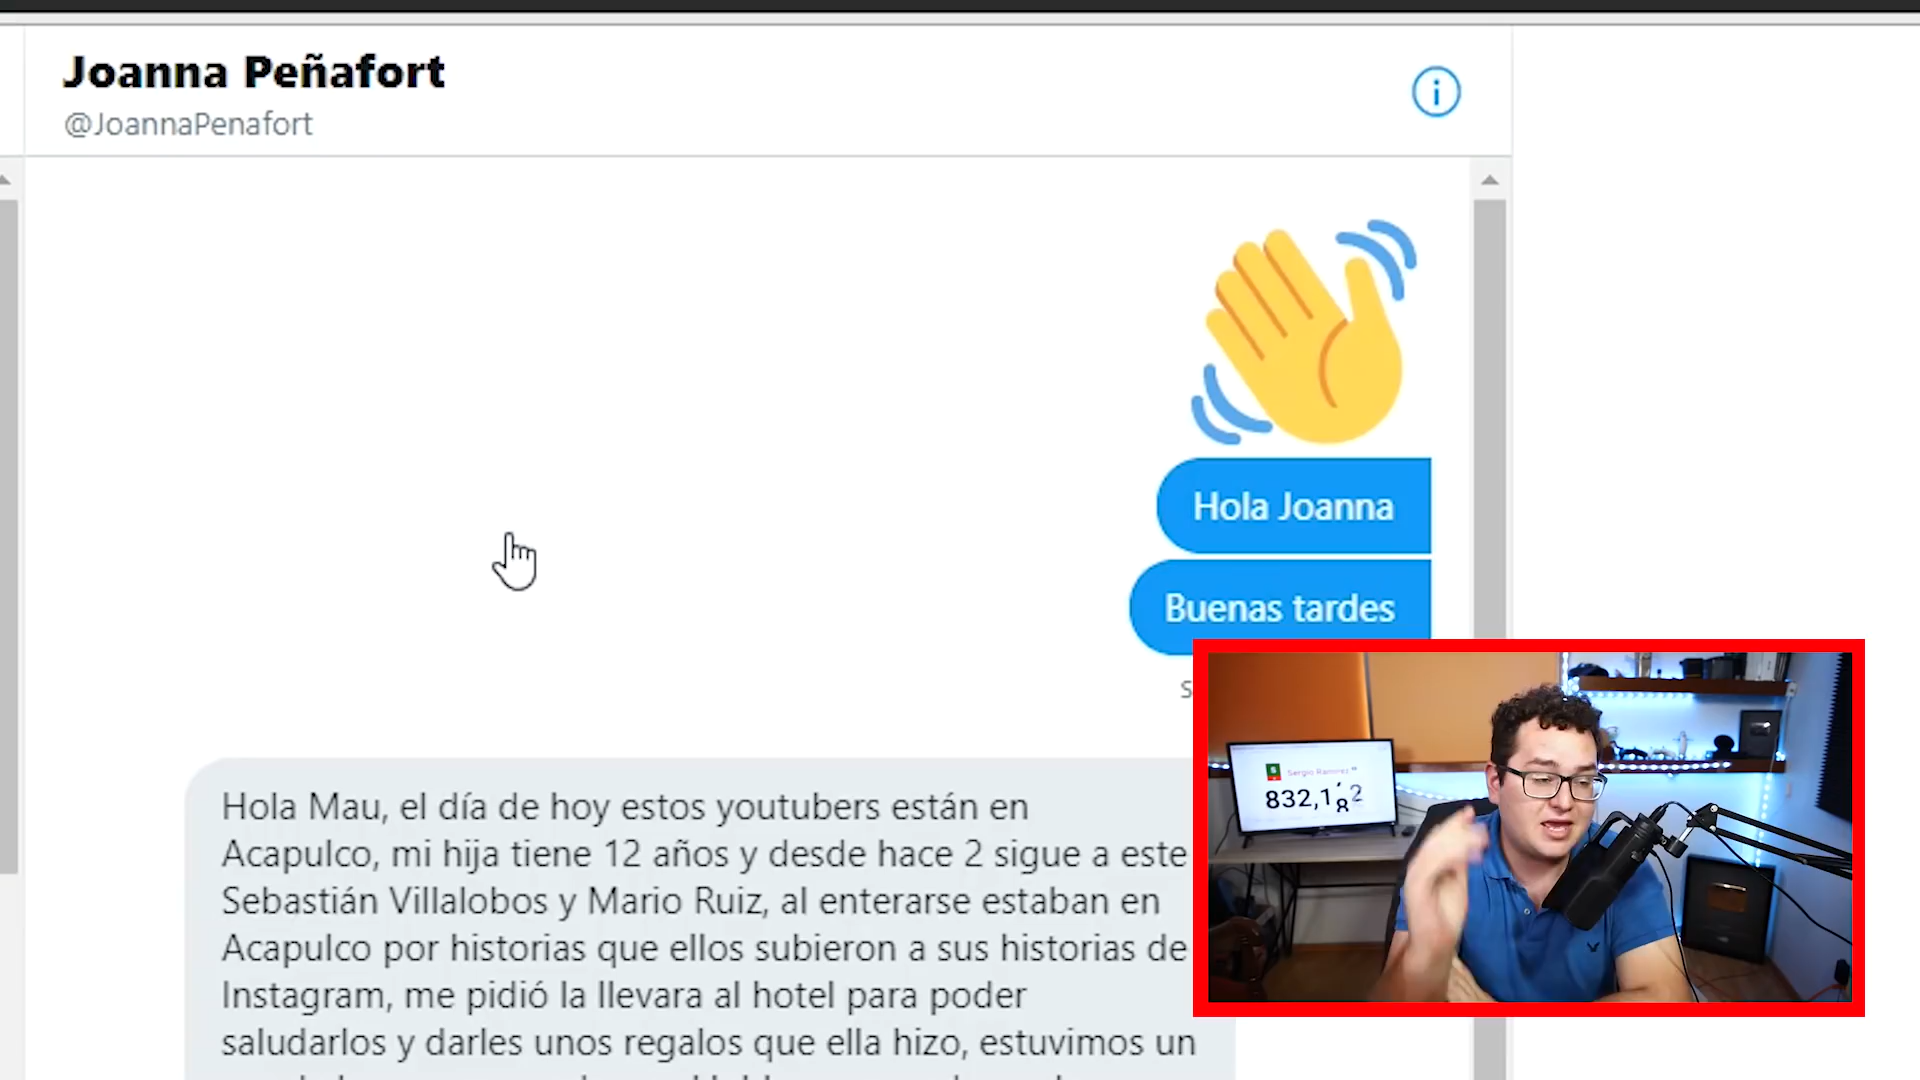 Joanna Peñafort
@JoannaPenafort
Hola Joanna
Buenas tardes
Hola Mau, el día de hoy estos youtubers están en
Acapulco, mi hija tiene 12 años y desde hace 2 sigue a este
Sebastián Villalobos y Mario Ruiz, al enterarse estaban en
Acapulco por historias que ellos subieron a sus historias de
Instagram, me pidió la llevara al hotel para poder
saludarlos y darles unos regalos que ella hizo, estuvimos un
Sergio Ramirez